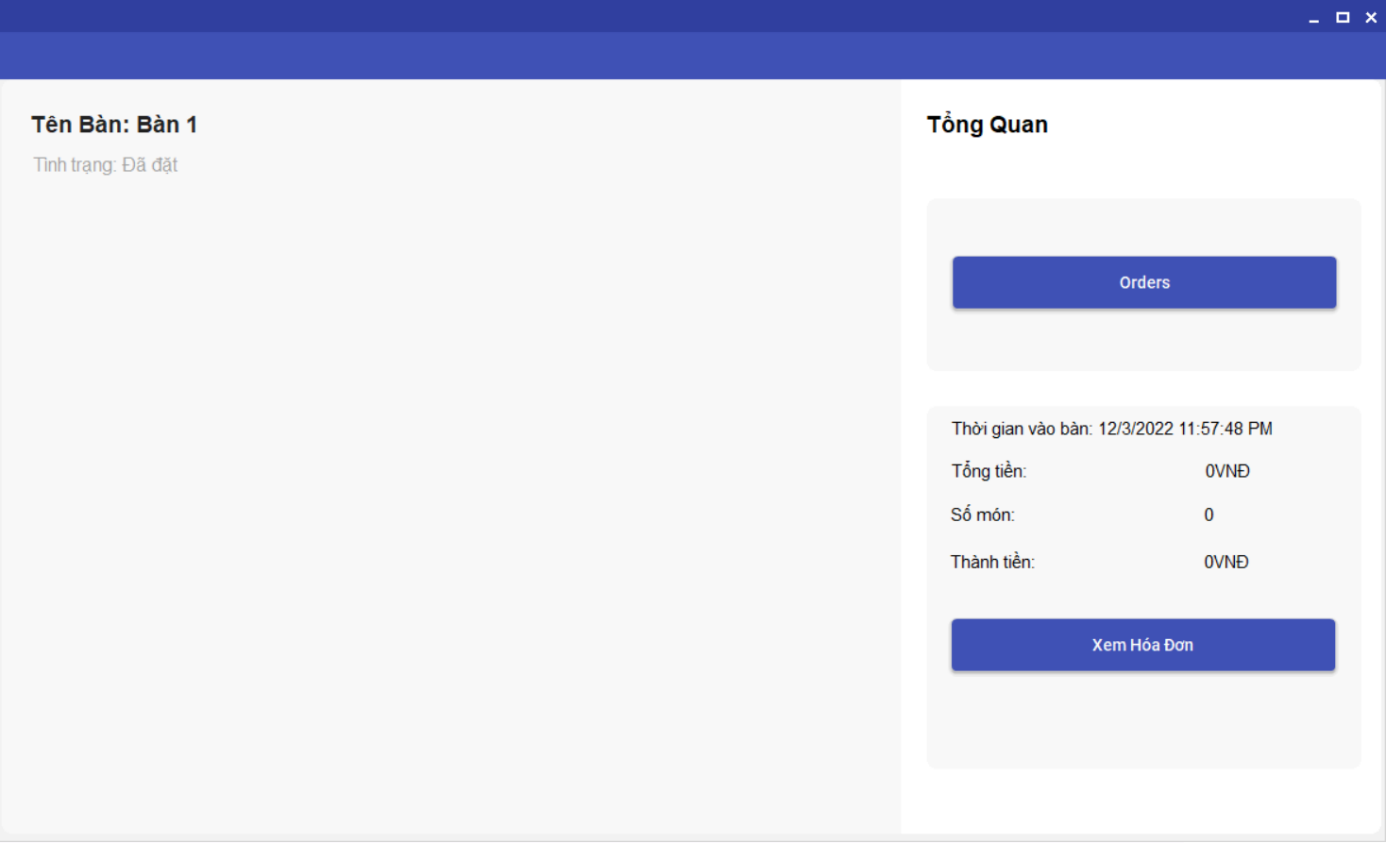 Tên Bàn: Bàn 1
Tình trạng: Đã đặt
Tổng Quan
Orders
Thời gian vào bàn: 12/3/2022 11:57:48 PM
Tổng tiền: 0VNĐ
Số món: 0
Thành tiền: 0VNĐ
Xem Hóa Đơn